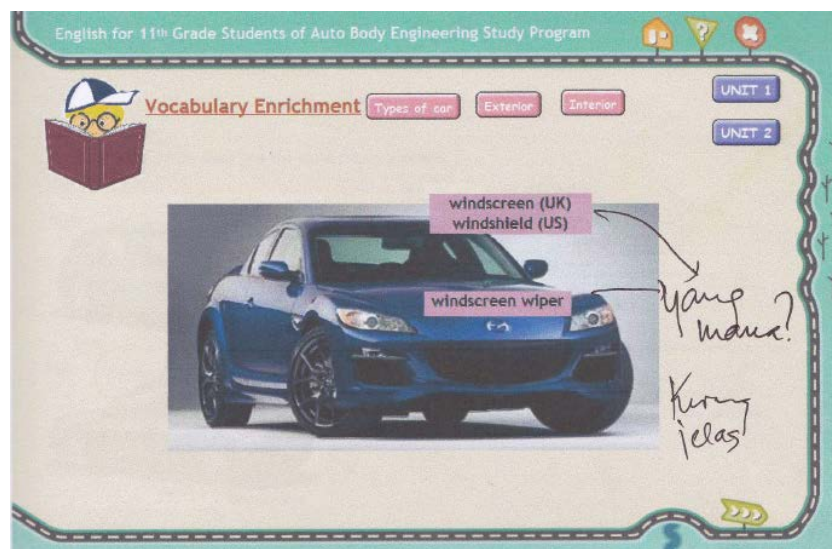 English for 11th Grade Students of Auto Body Engineering Study Program
Vocabulary Enrichment
Types of car
Exterior
Interior
UNIT 1
UNIT 2
windscreen (UK)
windshield (US)
windscreen wiper
yang
mana?
Kurang
jelas